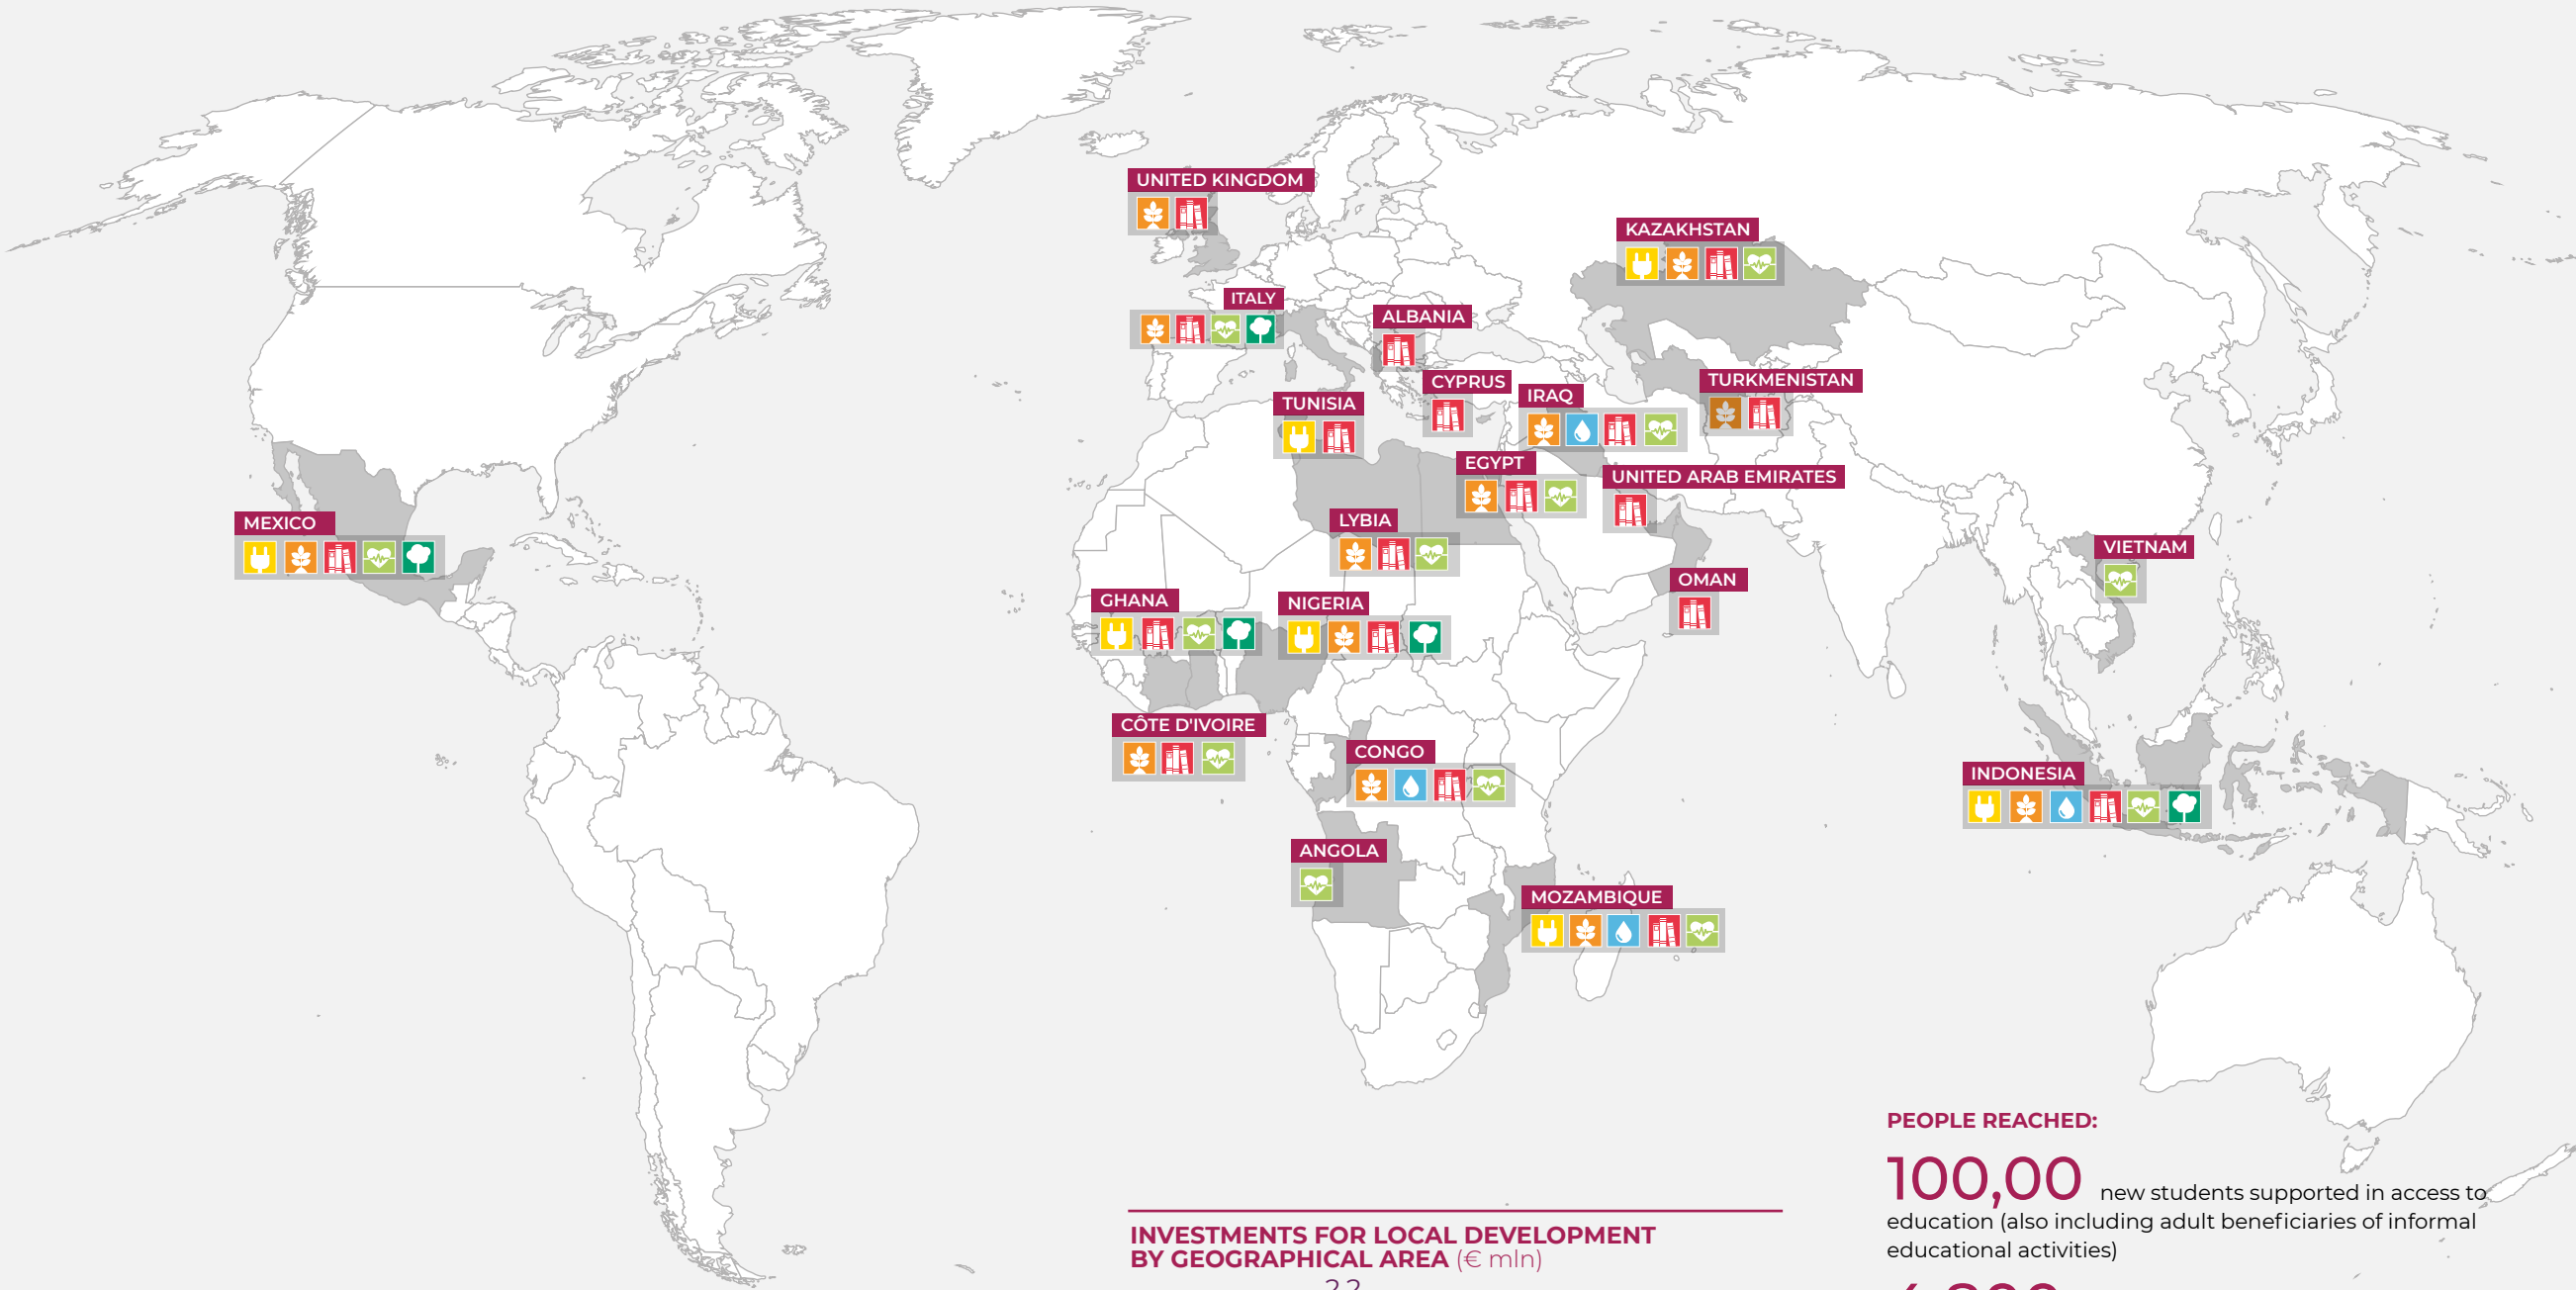 UNITED KINGDOM
KAZAKHSTAN
ITALY
ALBANIA
TURKMENISTAN
CYPRUS
IRAQ
TUNISIA
EGYPT
UNITED ARAB EMIRATES
LYBIA
MEXICO
VIETNAM
OMAN
GHANA
NIGERIA
CÔTE D'IVOIRE
CONGO
INDONESIA
ANGOLA
MOZAMBIQUE
INVESTMENTS FOR LOCAL DEVELOPMENT
BY GEOGRAPHICAL AREA (€ mln)
PEOPLE REACHED:
100,00 new students supported in access to
education (also including adult beneficiaries of informal
educational activities)